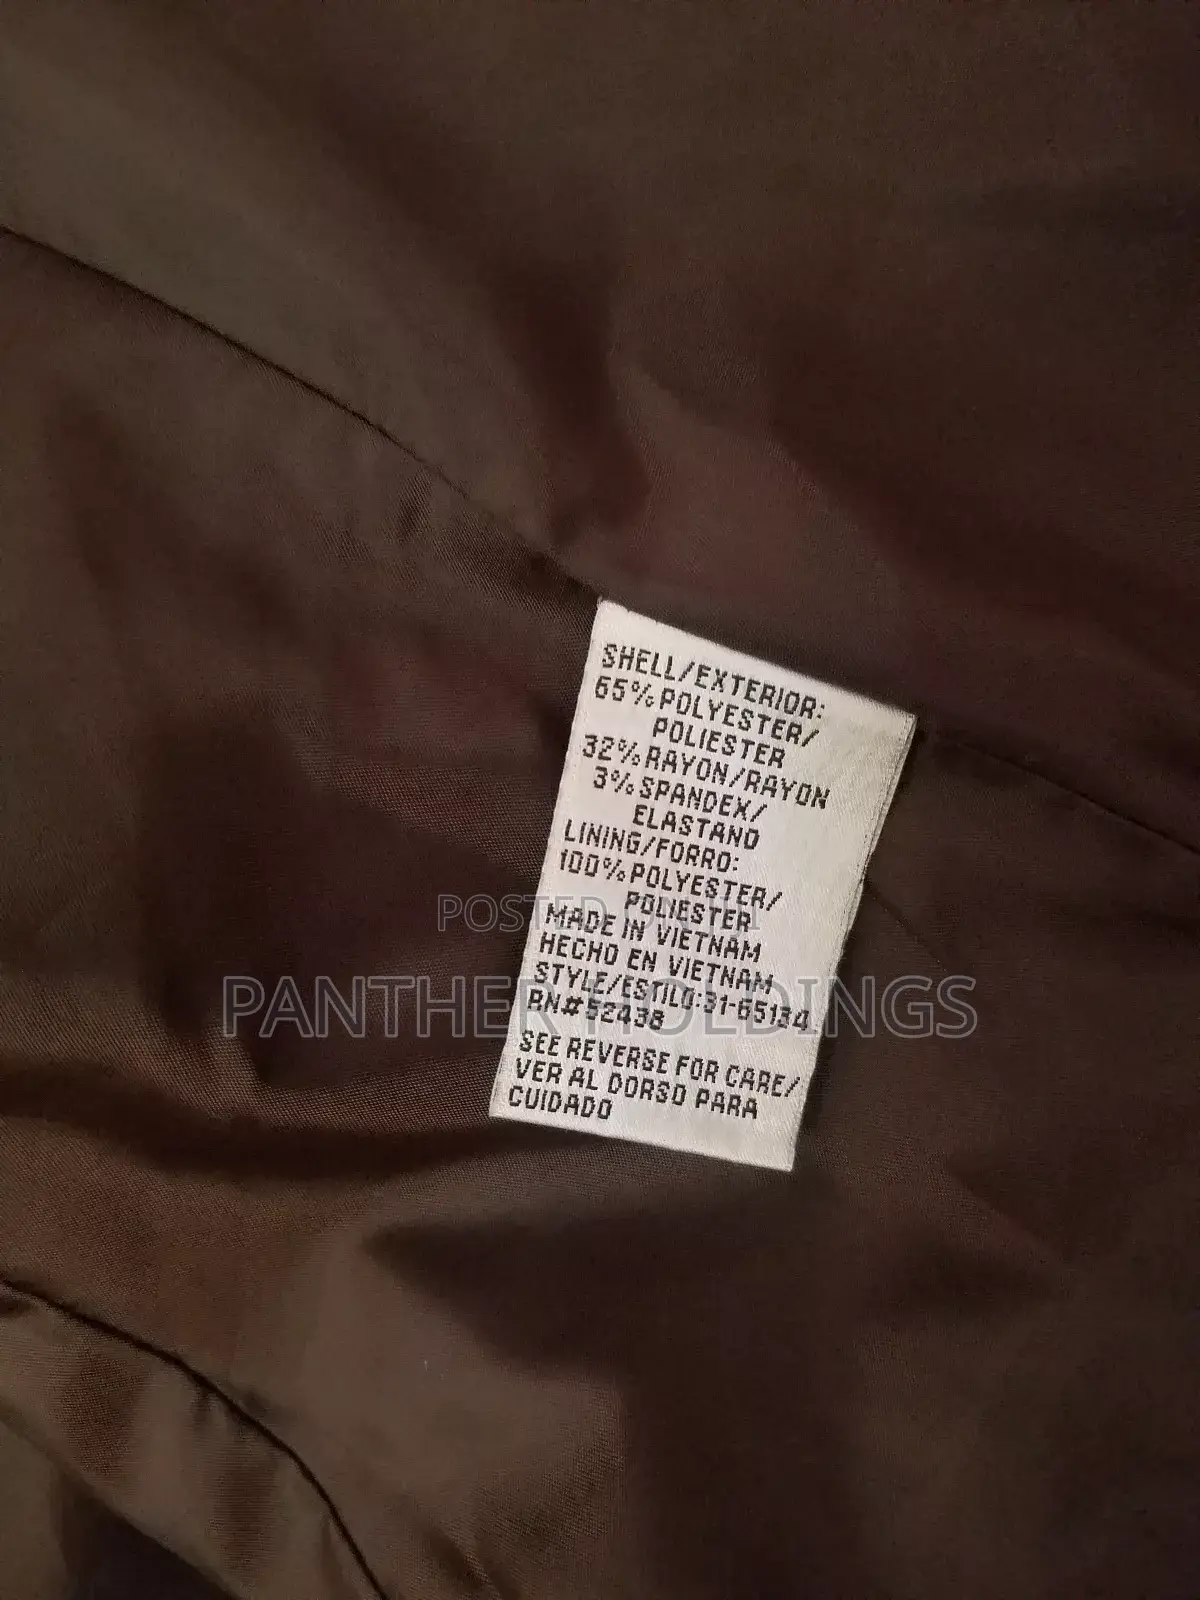 SHELL/EXTERIOR:
65% POLYESTER/
POLIESTER
32% RAYON/RAYON
3% SPANDEX/
ELASTANO
LINING/FORRO:
100% POLYESTER/
POLIESTER
MADE IN VIETNAM
HECHO EN VIETNAM
STYLE/ESTILO:31-65134
RN# 52438
SEE REVERSE FOR CARE/
VER AL DORSO PARA
CUIDADO
POSTED
PANTHER HOLDINGS